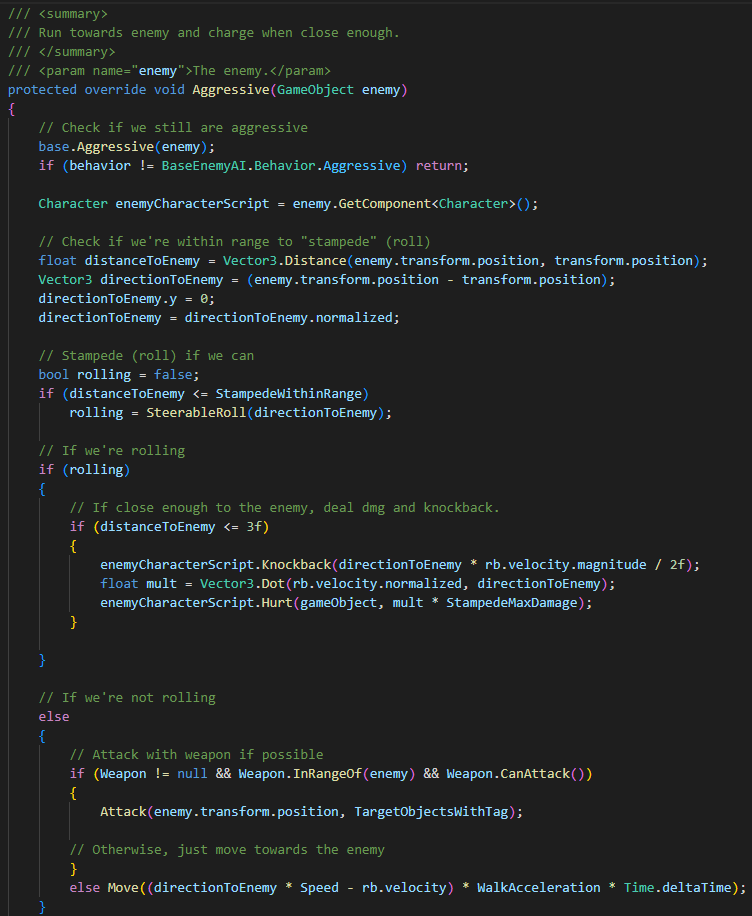 /// <summary>
/// Run towards enemy and charge when close enough.
/// </summary>
/// <param name="enemy">The enemy.</param>
protected override void Aggressive(GameObject enemy)
{
    // Check if we still are aggressive
    base.Aggressive(enemy);
    if (behavior != BaseEnemyAI.Behavior.Aggressive) return;

    Character enemyCharacterScript = enemy.GetComponent<Character>();

    // Check if we're within range to "stampede" (roll)
    float distanceToEnemy = Vector3.Distance(enemy.transform.position, transform.position);
    Vector3 directionToEnemy = (enemy.transform.position - transform.position);
    directionToEnemy.y = 0;
    directionToEnemy = directionToEnemy.normalized;

    // Stampede (roll) if we can
    bool rolling = false;
    if (distanceToEnemy <= StampedeWithinRange)
        rolling = SteerableRoll(directionToEnemy);

    // If we're rolling
    if (rolling)
    {
        // If close enough to the enemy, deal dmg and knockback.
        if (distanceToEnemy <= 3f)
        {
            enemyCharacterScript.Knockback(directionToEnemy * rb.velocity.magnitude / 2f);
            float mult = Vector3.Dot(rb.velocity.normalized, directionToEnemy);
            enemyCharacterScript.Hurt(gameObject, mult * StampedeMaxDamage);
        }

    }

    // If we're not rolling
    else
    {
        // Attack with weapon if possible
        if (Weapon != null && Weapon.InRangeOf(enemy) && Weapon.CanAttack())
        {
            Attack(enemy.transform.position, TargetObjectsWithTag);

        // Otherwise, just move towards the enemy
        }
        else Move((directionToEnemy * Speed - rb.velocity) * WalkAcceleration * Time.deltaTime);
    }